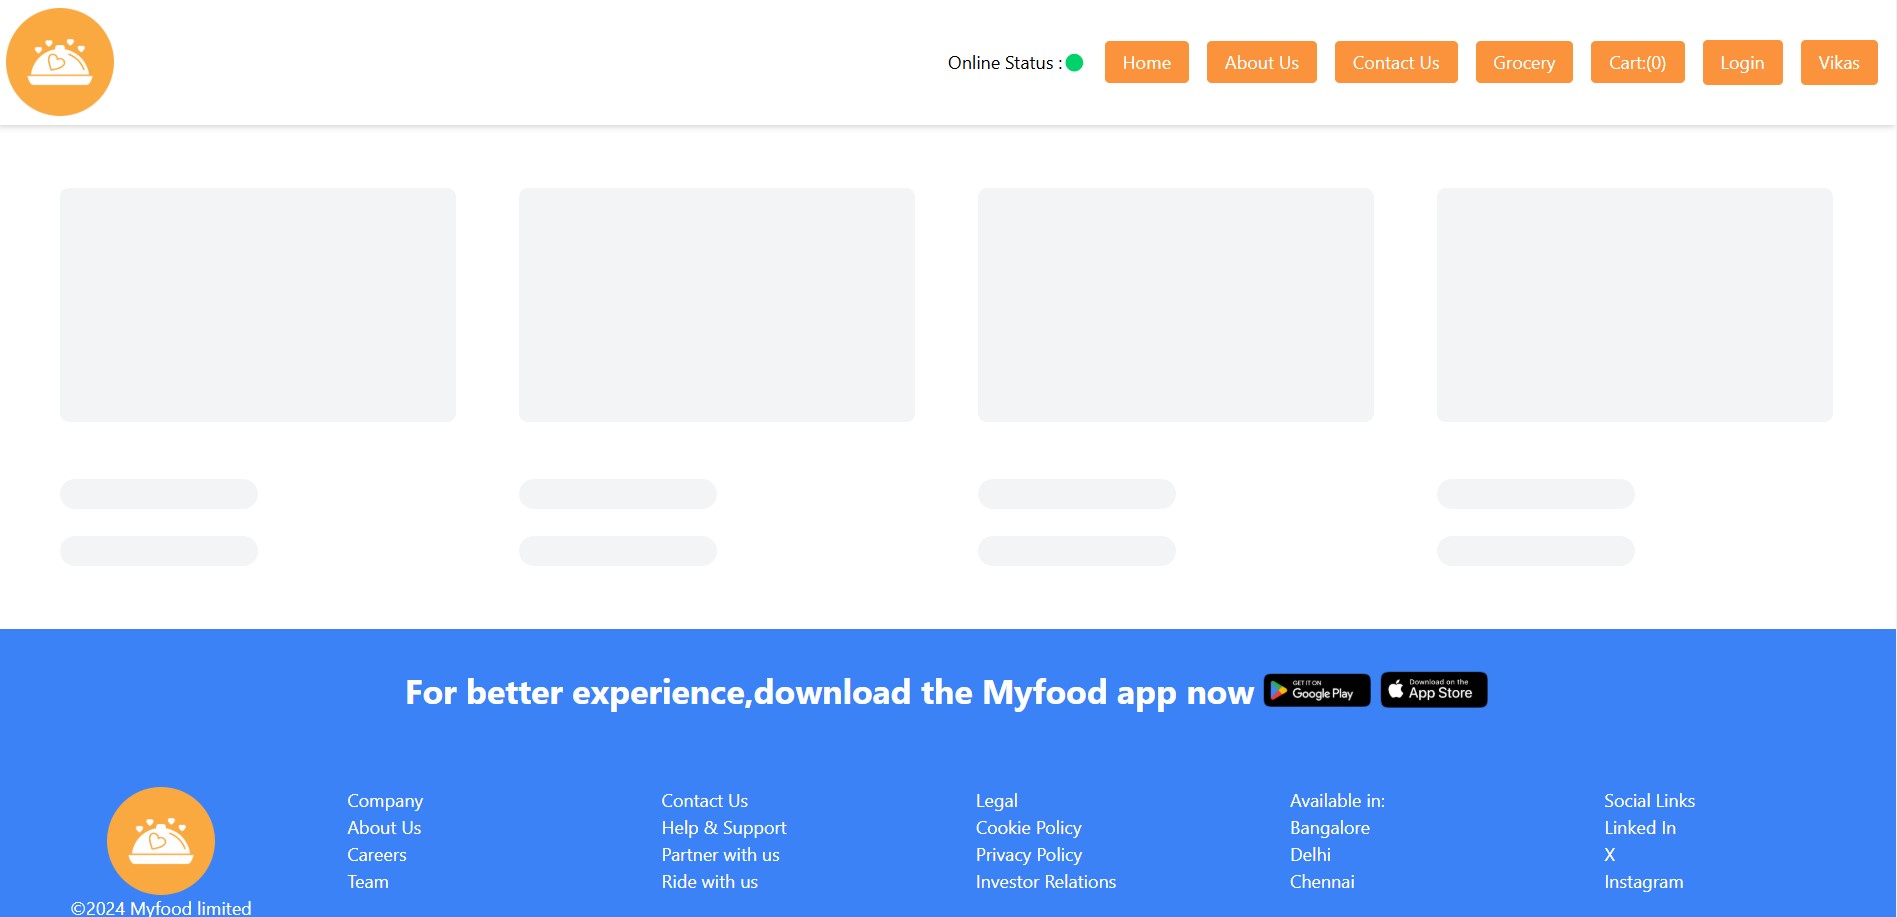 Online Status :
Home
About Us
Contact Us
Grocery
Cart:(0)
Login
Vikas
For better experience,download the Myfood app now
GET IT ON
Google Play
Download on the
App Store
Company
About Us
Careers
Team
Contact Us
Help & Support
Partner with us
Ride with us
Legal
Cookie Policy
Privacy Policy
Investor Relations
Available in:
Bangalore
Delhi
Chennai
Social Links
Linked In
X
Instagram
©2024 Myfood limited